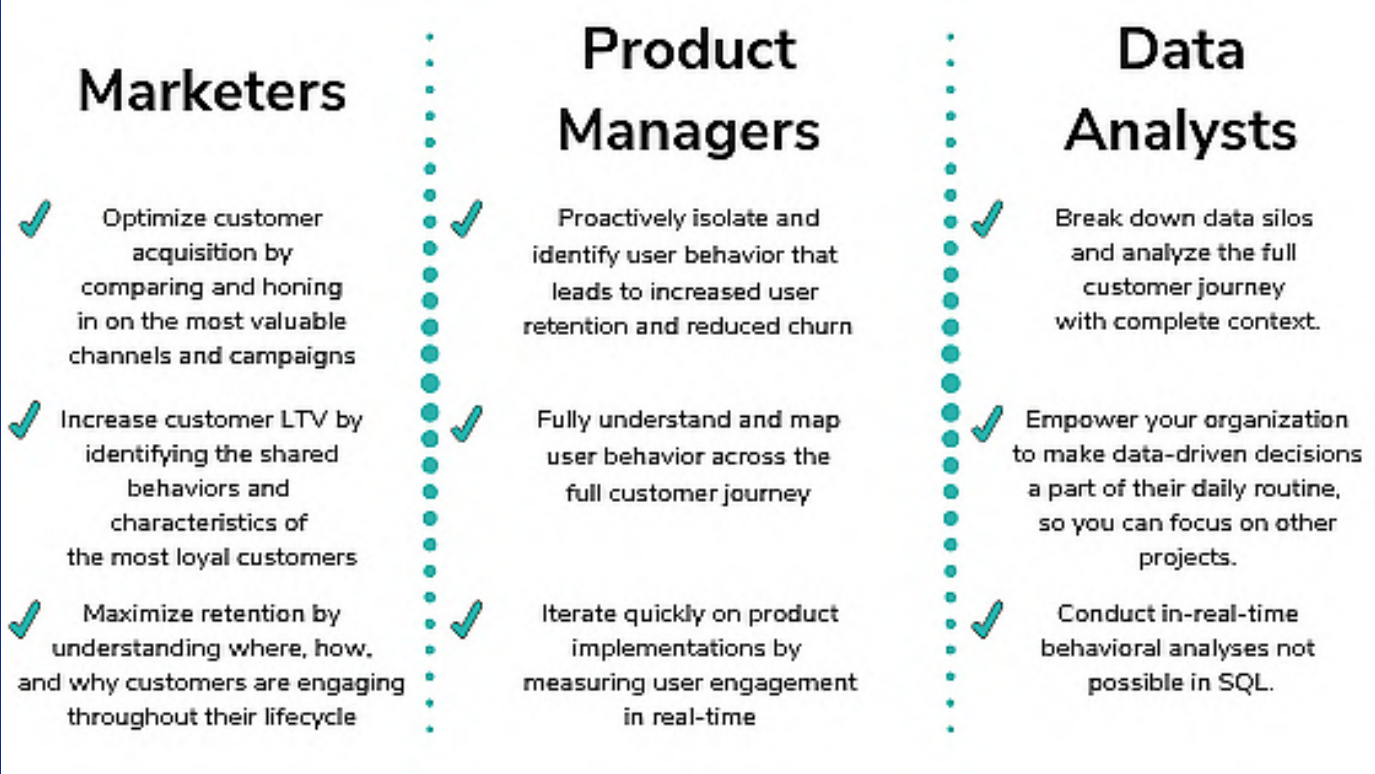 Marketers
Optimize customer
acquisition by
comparing and honing
in on the most valuable
channels and campaigns
Increase customer LTV by
identifying the shared
behaviors and
characteristics of
the most loyal customers
Maximize retention by
understanding where, how,
and why customers are engaging
throughout their lifecycle
Product
Managers
Proactively isolate and
identify user behavior that
leads to increased user
retention and reduced churn
Fully understand and map
user behavior across the
full customer journey
Iterate quickly on product
implementations by
measuring user engagement
in real-time
Data
Analysts
Break down data silos
and analyze the full
customer journey
with complete context.
Empower your organization
to make data-driven decisions
a part of their daily routine,
so you can focus on other
projects.
Conduct in-real-time
behavioral analyses not
possible in SQL.